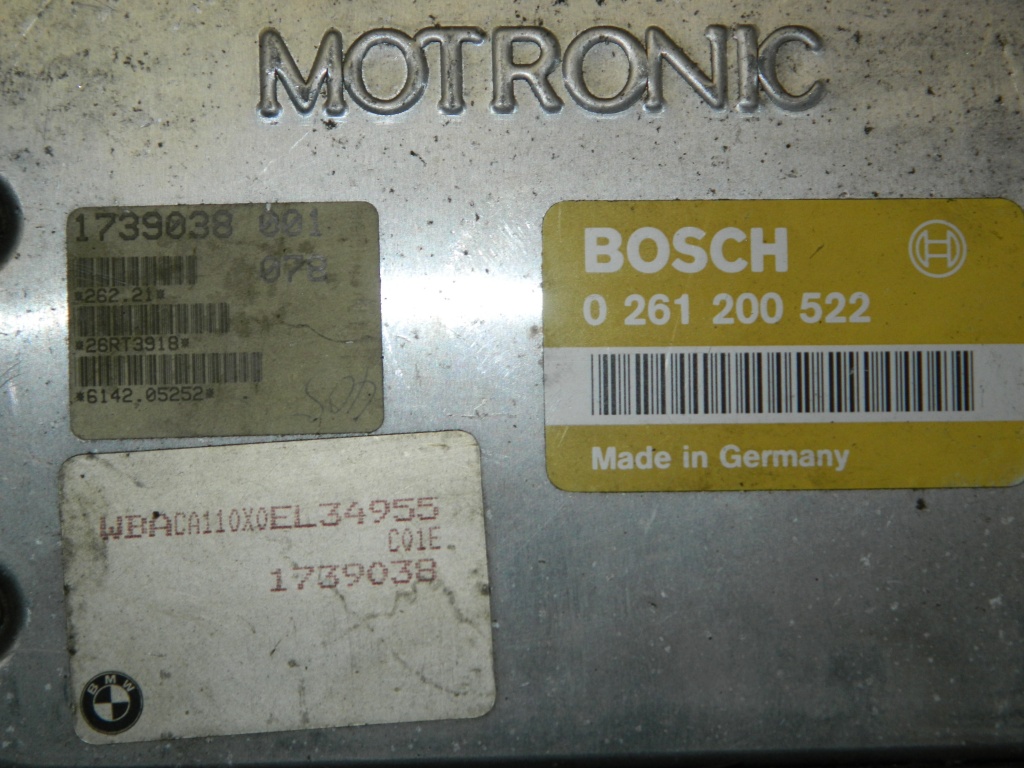 MOTRONIC
1739038 001
078
*262.21*
*26RT3918*
*6142.05252*
BOSCH
0 261 200 522
Made in Germany
WBACA110X0EL34955
C01E
1739038
BMW